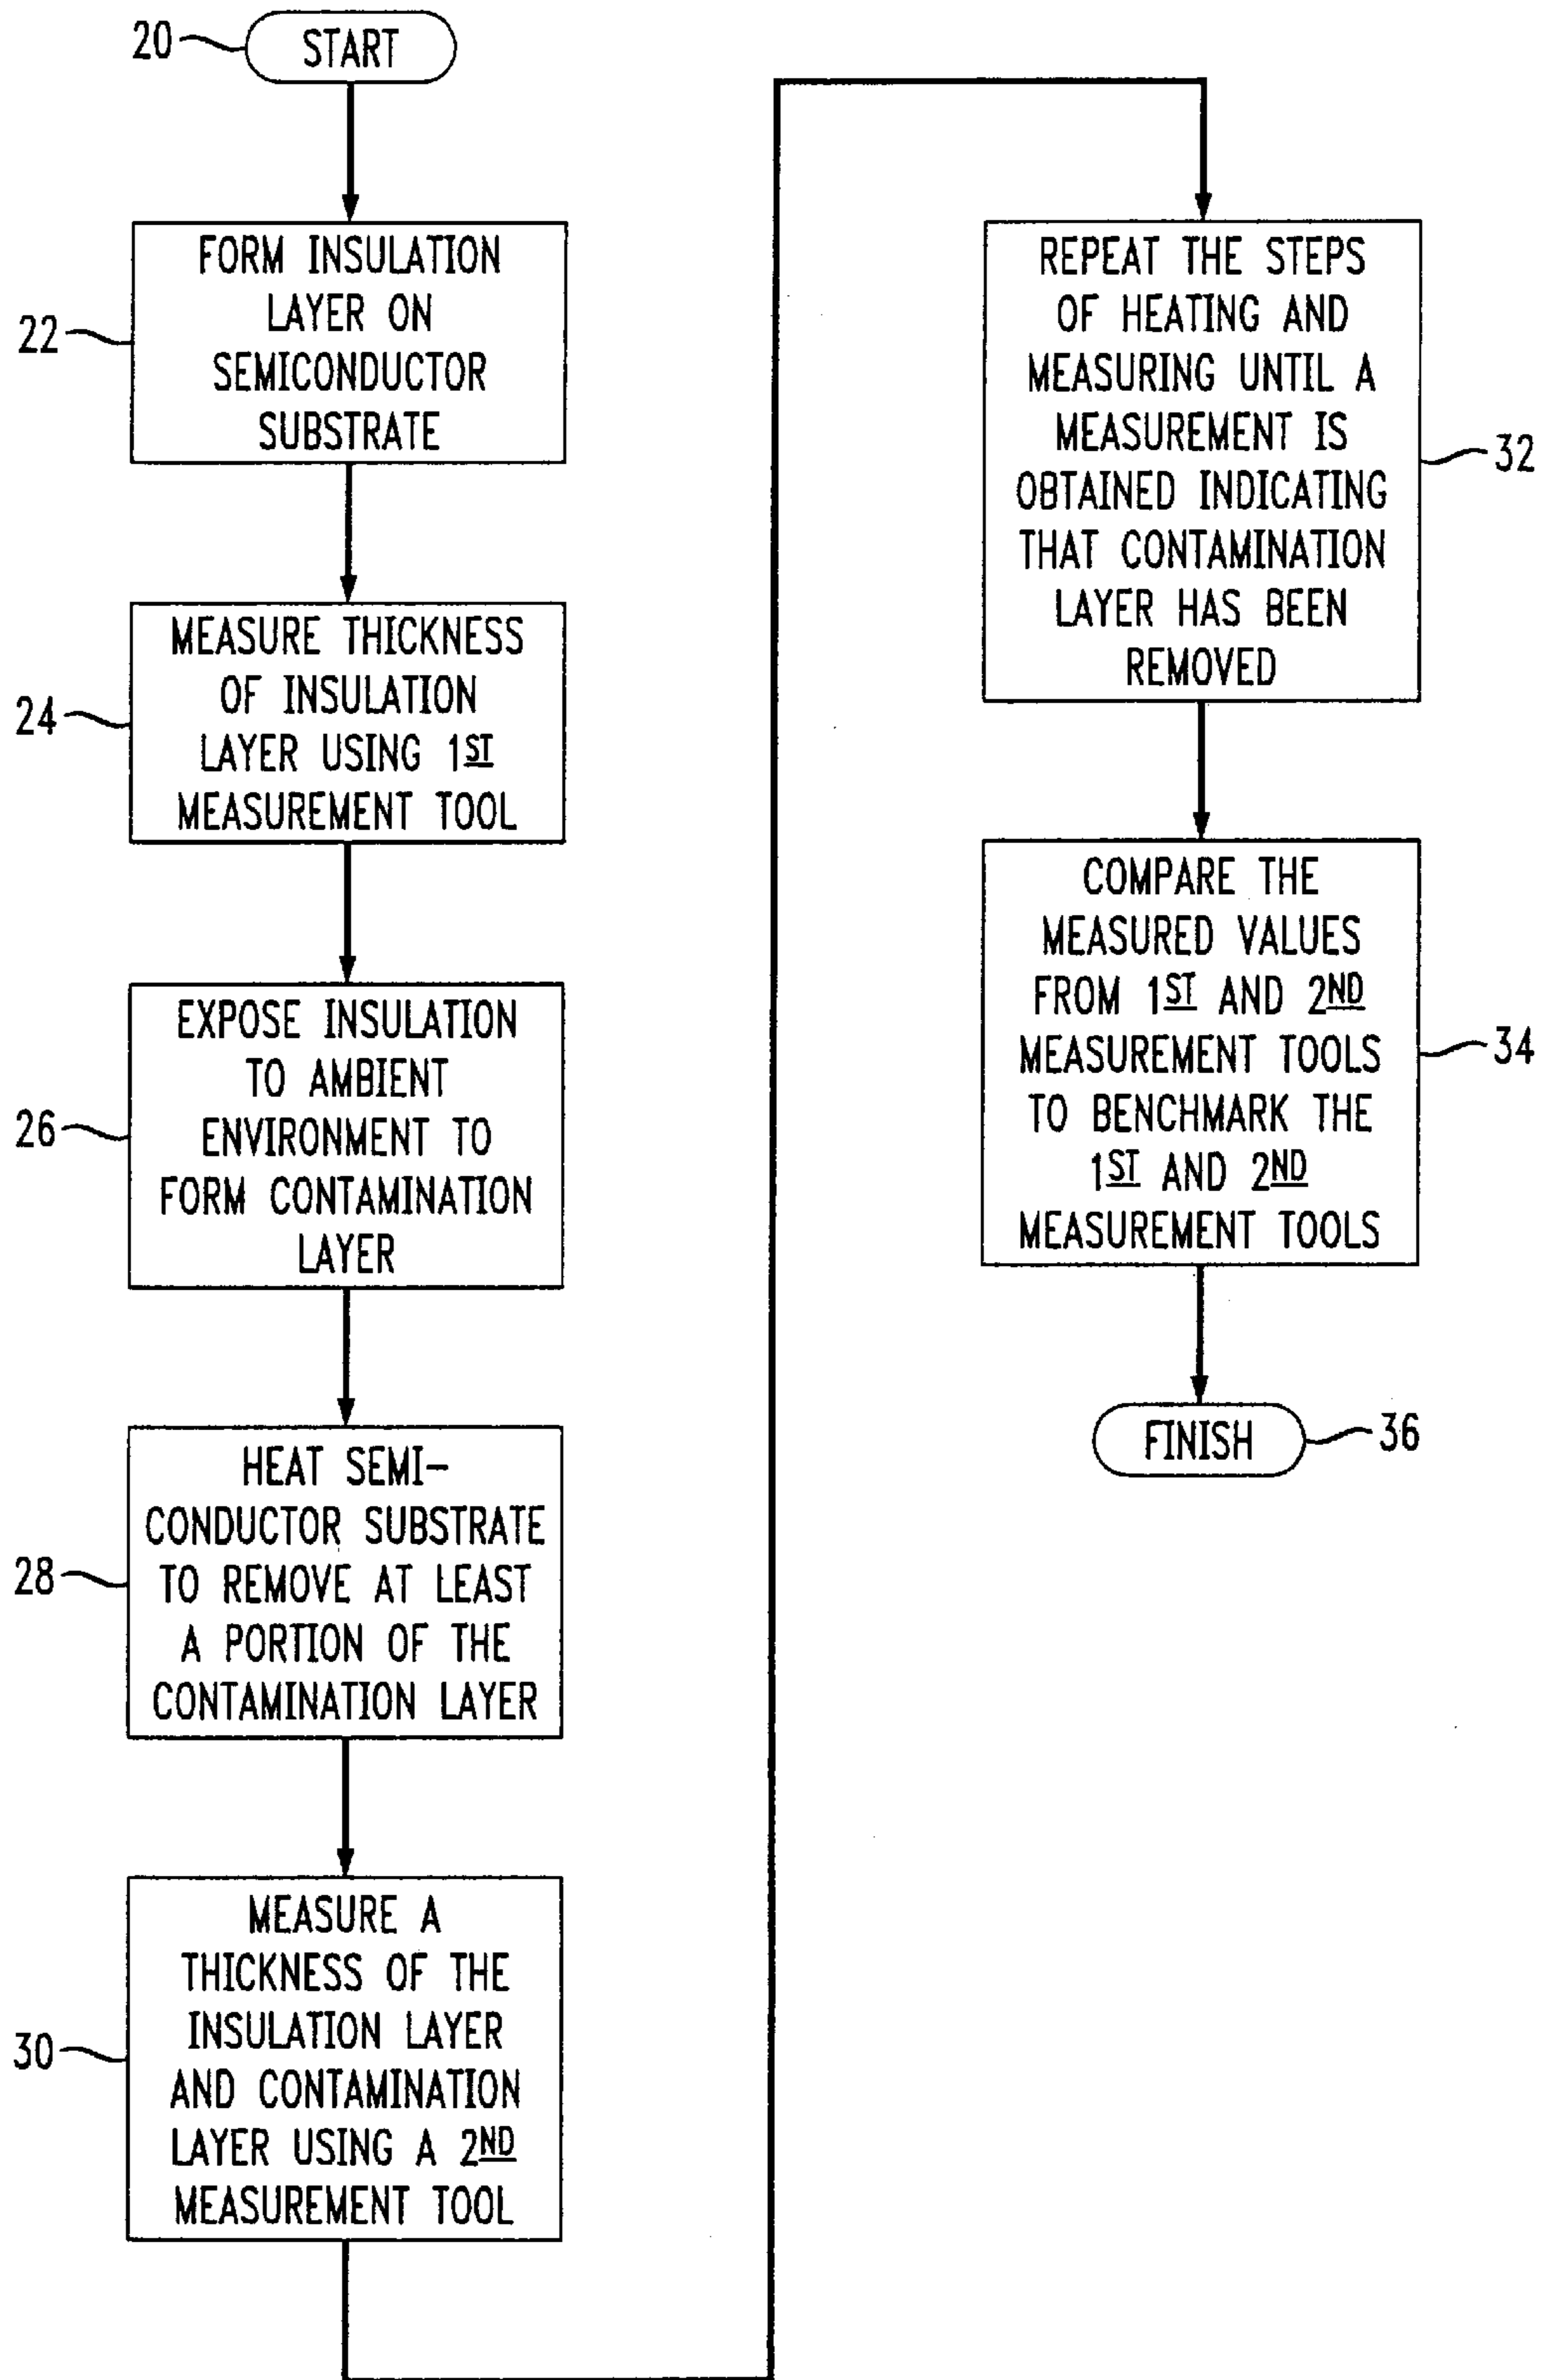 20
START
22
FORM INSULATION
LAYER ON
SEMICONDUCTOR
SUBSTRATE
24
MEASURE THICKNESS
OF INSULATION
LAYER USING 1ST
MEASUREMENT TOOL
26
EXPOSE INSULATION
TO AMBIENT
ENVIRONMENT TO
FORM CONTAMINATION
LAYER
28
HEAT SEMI-
CONDUCTOR SUBSTRATE
TO REMOVE AT LEAST
A PORTION OF THE
CONTAMINATION LAYER
30
MEASURE A
THICKNESS OF THE
INSULATION LAYER
AND CONTAMINATION
LAYER USING A 2ND
MEASUREMENT TOOL
REPEAT THE STEPS
OF HEATING AND
MEASURING UNTIL A
MEASUREMENT IS
OBTAINED INDICATING
THAT CONTAMINATION
LAYER HAS BEEN
REMOVED
32
COMPARE THE
MEASURED VALUES
FROM 1ST AND 2ND
MEASUREMENT TOOLS
TO BENCHMARK THE
1ST AND 2ND
MEASUREMENT TOOLS
34
FINISH
36